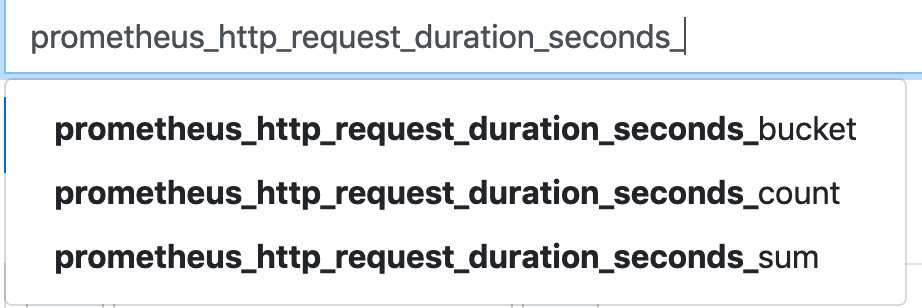 prometheus_http_request_duration_seconds_
prometheus_http_request_duration_seconds_bucket
prometheus_http_request_duration_seconds_count
prometheus_http_request_duration_seconds_sum